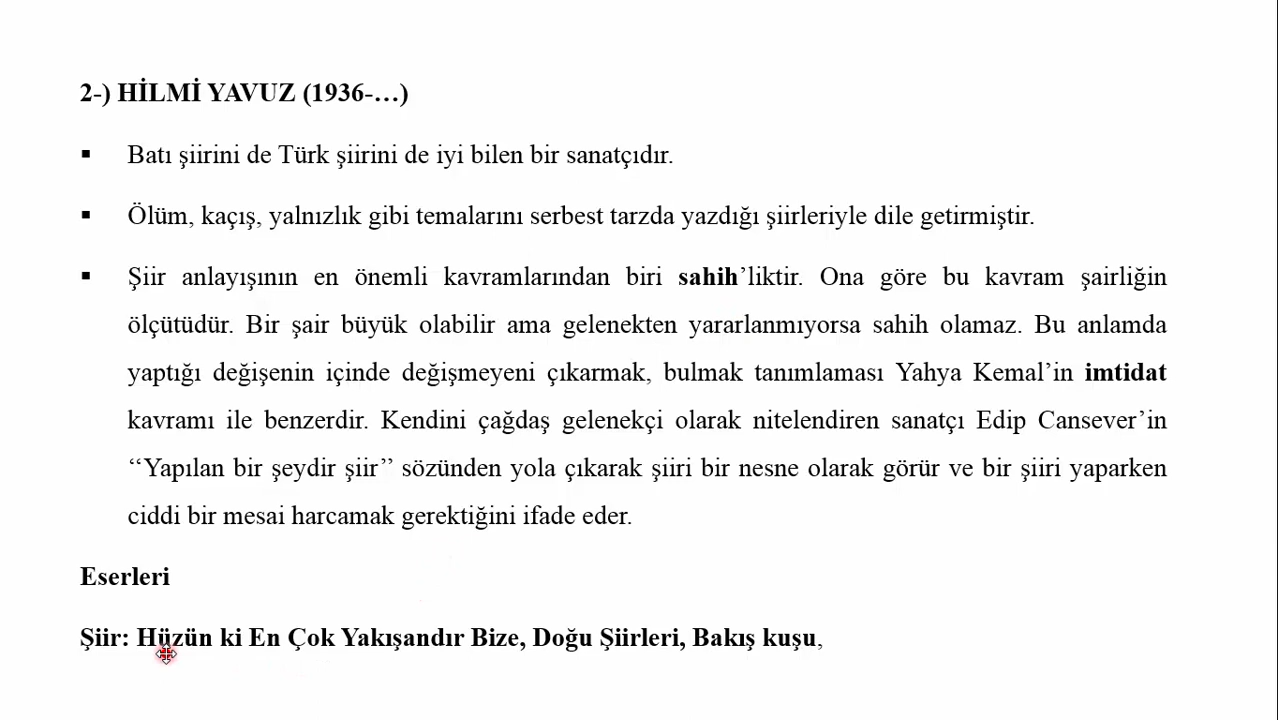 2-) HİLMİ YAVUZ (1936-…)
▪ Batı şiirini de Türk şiirini de iyi bilen bir sanatçıdır.
▪ Ölüm, kaçış, yalnızlık gibi temalarını serbest tarzda yazdığı şiirleriyle dile getirmiştir.
▪ Şiir anlayışının en önemli kavramlarından biri sahih’liktir. Ona göre bu kavram şairliğin
ölçütüdür. Bir şair büyük olabilir ama gelenekten yararlanmıyorsa sahih olamaz. Bu anlamda
yaptığı değişenin içinde değişmeyeni çıkarmak, bulmak tanımlaması Yahya Kemal’in imtidat
kavramı ile benzerdir. Kendini çağdaş gelenekçi olarak nitelendiren sanatçı Edip Cansever’in
‘‘Yapılan bir şeydir şiir’’ sözünden yola çıkarak şiiri bir nesne olarak görür ve bir şiiri yaparken
ciddi bir mesai harcamak gerektiğini ifade eder.
Eserleri
Şiir: Hüzün ki En Çok Yakışandır Bize, Doğu Şiirleri, Bakış kuşu,